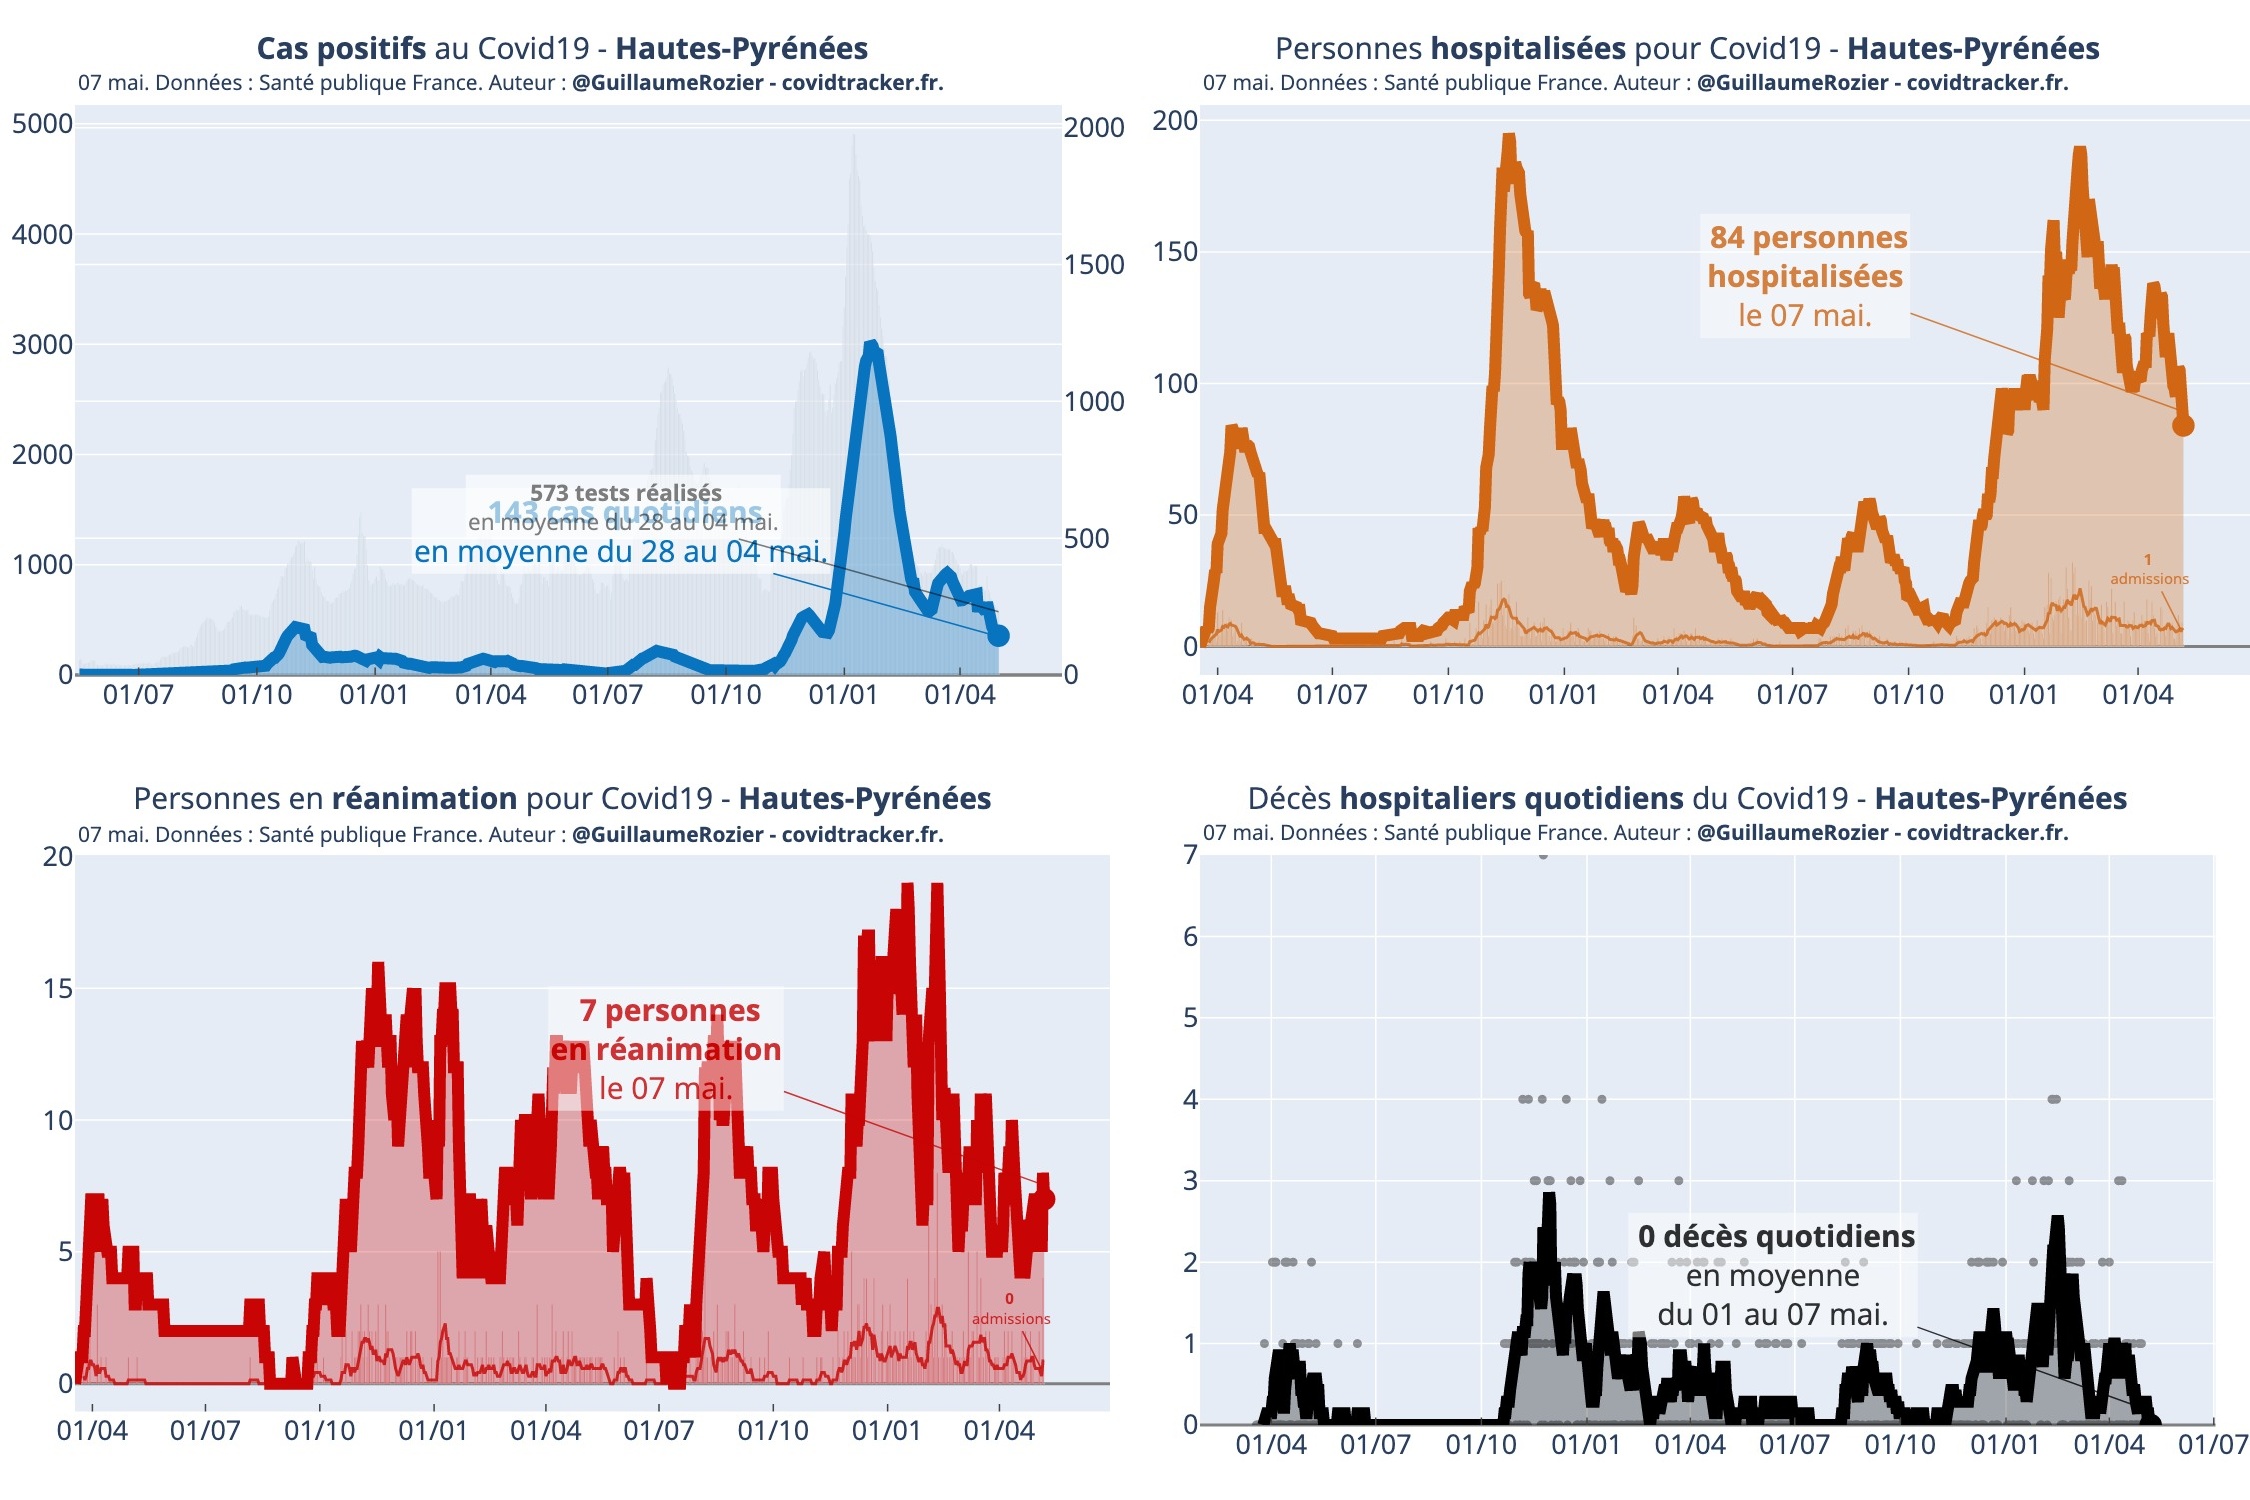 Cas positifs au Covid19 - Hautes-Pyrénées
07 mai. Données : Santé publique France. Auteur : @GuillaumeRozier - covidtracker.fr.
5000
4000
3000
2000
1000
0
2000
1500
1000
500
0
573 tests réalisés
en moyenne du 28 au 04 mai.
143 cas quotidiens
en moyenne du 28 au 04 mai.
01/07 01/10 01/01 01/04 01/07 01/10 01/01 01/04
Personnes hospitalisées pour Covid19 - Hautes-Pyrénées
07 mai. Données : Santé publique France. Auteur : @GuillaumeRozier - covidtracker.fr.
200
150
100
50
0
84 personnes
hospitalisées
le 07 mai.
1
admissions
01/04 01/07 01/10 01/01 01/04 01/07 01/10 01/01 01/04
Personnes en réanimation pour Covid19 - Hautes-Pyrénées
07 mai. Données : Santé publique France. Auteur : @GuillaumeRozier - covidtracker.fr.
20
15
10
5
0
7 personnes
en réanimation
le 07 mai.
0
admissions
01/04 01/07 01/10 01/01 01/04 01/07 01/10 01/01 01/04
Décès hospitaliers quotidiens du Covid19 - Hautes-Pyrénées
07 mai. Données : Santé publique France. Auteur : @GuillaumeRozier - covidtracker.fr.
7
6
5
4
3
2
1
0
0 décès quotidiens
en moyenne
du 01 au 07 mai.
01/04 01/07 01/10 01/01 01/04 01/07 01/10 01/01 01/04 01/07